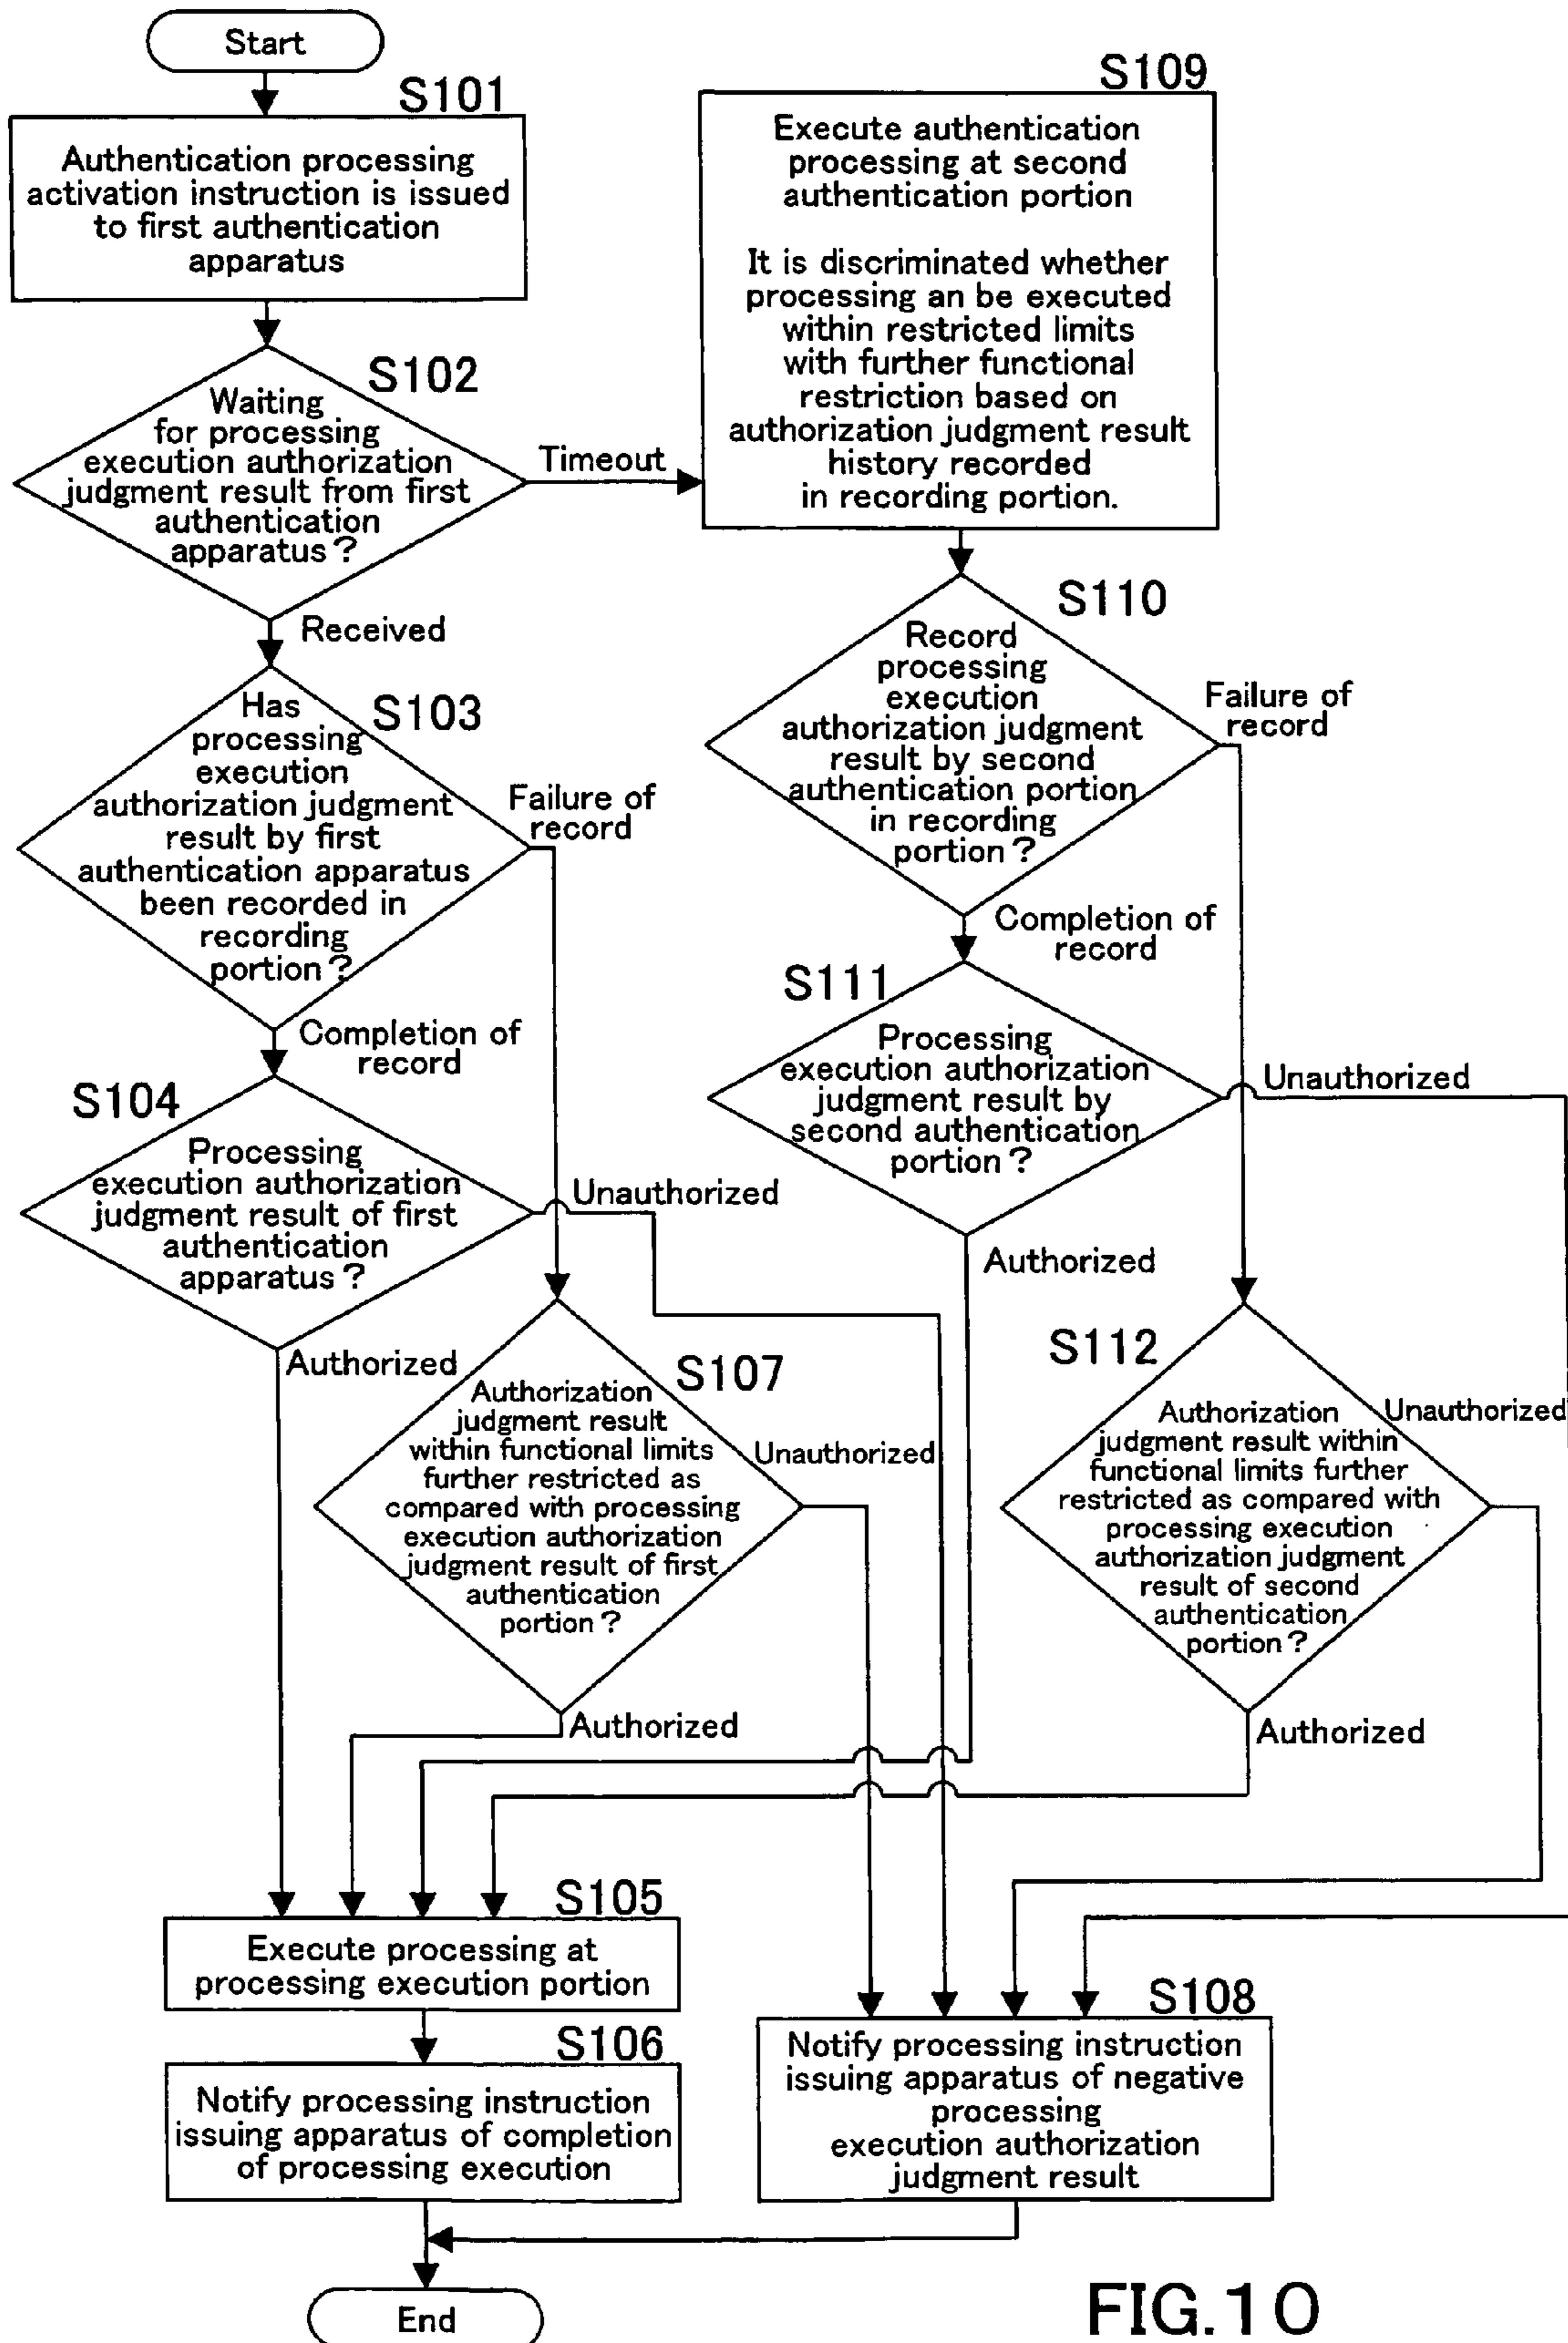 Start
S101
Authentication processing
activation instruction is issued
to first authentication
apparatus
S102
Waiting
for processing
execution authorization
judgment result from first
authentication
apparatus ?
Timeout
Received
S103
Has
processing
execution
authorization judgment
result by first
authentication apparatus
been recorded in
recording
portion ?
Failure of
record
Completion of
record
S104
Processing
execution authorization
judgment result of first
authentication
apparatus ?
Unauthorized
Authorized
S107
Authorization
judgment result
within functional limits
further restricted as
compared with processing
execution authorization
judgment result of first
authentication
portion ?
Unauthorized
Authorized
S109
Execute authentication
processing at second
authentication portion
It is discriminated whether
processing an be executed
within restricted limits
with further functional
restriction based on
authorization judgment result
history recorded
in recording portion.
S110
Record
processing
execution
authorization judgment
result by second
authentication portion
in recording
portion ?
Failure of
record
Completion of
record
S111
Processing
execution authorization
judgment result by
second authentication
portion ?
Unauthorized
Authorized
S112
Authorization
judgment result within
functional limits further
restricted as compared with
processing execution
authorization judgment
result of second
authentication
portion ?
Unauthorized
Authorized
S105
Execute processing at
processing execution portion
S106
Notify processing instruction
issuing apparatus of completion
of processing execution
S108
Notify processing instruction
issuing apparatus of negative
processing
execution authorization
judgment result
End
FIG.10